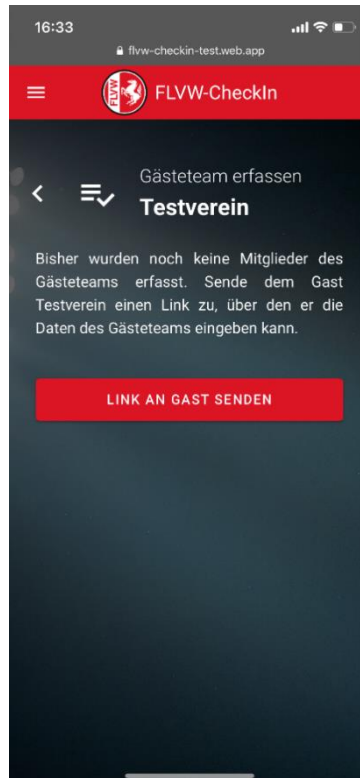 16:33
flvw-checkin-test.web.app
FLVW
FLVW-CheckIn
Gästeteam erfassen
Testverein
Bisher wurden noch keine Mitglieder des
Gästeteams erfasst. Sende dem Gast
Testverein einen Link zu, über den er die
Daten des Gästeteams eingeben kann.
LINK AN GAST SENDEN